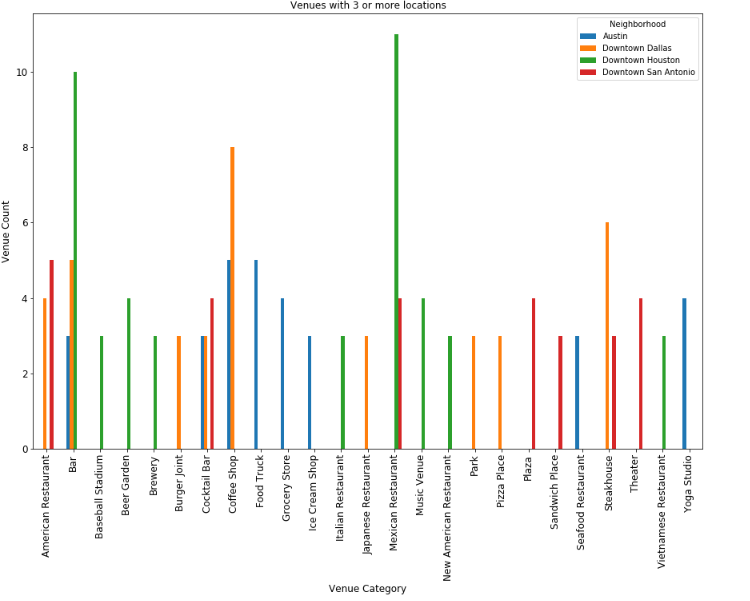 Venues with 3 or more locations
Neighborhood
Austin
Downtown Dallas
Downtown Houston
Downtown San Antonio
10
8
6
4
2
0
Venue Count
American Restaurant
Bar
Baseball Stadium
Beer Garden
Brewery
Burger Joint
Cocktail Bar
Coffee Shop
Food Truck
Grocery Store
Ice Cream Shop
Italian Restaurant
Japanese Restaurant
Mexican Restaurant
Music Venue
New American Restaurant
Park
Pizza Place
Plaza
Sandwich Place
Seafood Restaurant
Steakhouse
Theater
Vietnamese Restaurant
Yoga Studio
Venue Category